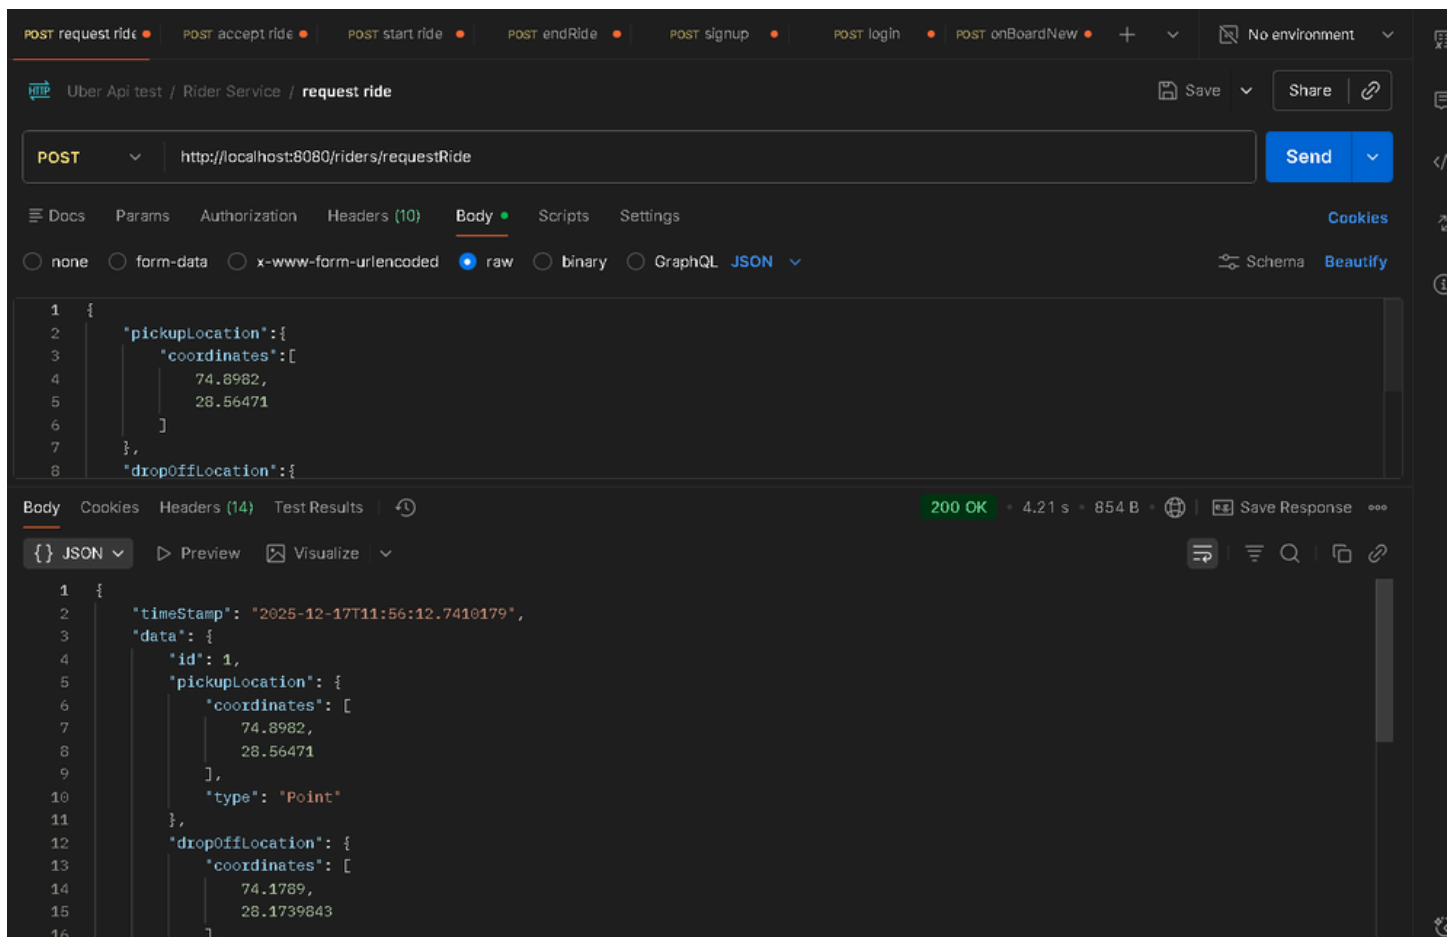 POST request ride POST accept ride POST start ride POST endRide POST signup POST login POST onBoardNew No environment
HTTP Uber Api test / Rider Service / request ride Save Share
POST http://localhost:8080/riders/requestRide Send
Docs Params Authorization Headers (10) Body Scripts Settings Cookies
none form-data x-www-form-urlencoded raw binary GraphQL JSON Schema Beautify
1 {
2 "pickupLocation":{
3 "coordinates":[
4 74.8982,
5 28.56471
6 ]
7 },
8 "dropOffLocation":{
Body Cookies Headers (14) Test Results 200 OK • 4.21 s • 854 B • e.g. Save Response
{} JSON Preview Visualize
1 {
2 "timeStamp": "2025-12-17T11:56:12.7410179",
3 "data": {
4 "id": 1,
5 "pickupLocation": {
6 "coordinates": [
7 74.8982,
8 28.56471
9 ],
10 "type": "Point"
11 },
12 "dropOffLocation": {
13 "coordinates": [
14 74.1789,
15 28.1739843
16 ]